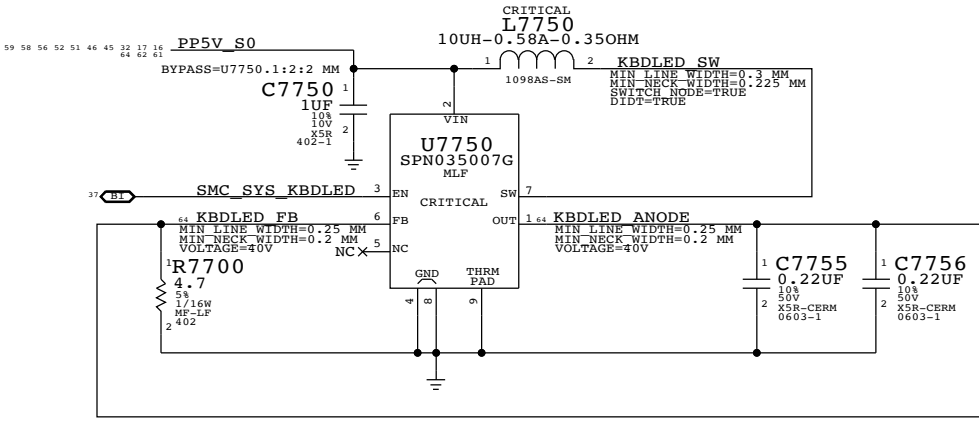 CRITICAL
L7750
10UH-0.58A-0.35OHM
59 58 56 52 51 46 45 32 17 16
64 62 61
PP5V_S0
1
2
1098AS-SM
KBDLED_SW
MIN_LINE_WIDTH=0.3 MM
MIN_NECK_WIDTH=0.225 MM
SWITCH_NODE=TRUE
DIDT=TRUE
BYPASS=U7750.1:2:2 MM
C7750
1
1UF
10%
10V
X5R
402-1
2
2
VIN
U7750
SPN035007G
MLF
CRITICAL
37
BI
SMC_SYS_KBDLED
3
EN
SW
7
64
KBDLED_FB
6
FB
MIN_LINE_WIDTH=0.25 MM
MIN_NECK_WIDTH=0.2 MM
VOLTAGE=40V
OUT
1
64
KBDLED_ANODE
MIN_LINE_WIDTH=0.25 MM
MIN_NECK_WIDTH=0.2 MM
VOLTAGE=40V
NC
5
NC
GND
THRM
PAD
4
8
9
1
R7700
4.7
5%
1/16W
MF-LF
402
2
1
C7755
0.22UF
10%
50V
X5R-CERM
0603-1
2
1
C7756
0.22UF
10%
50V
X5R-CERM
0603-1
2